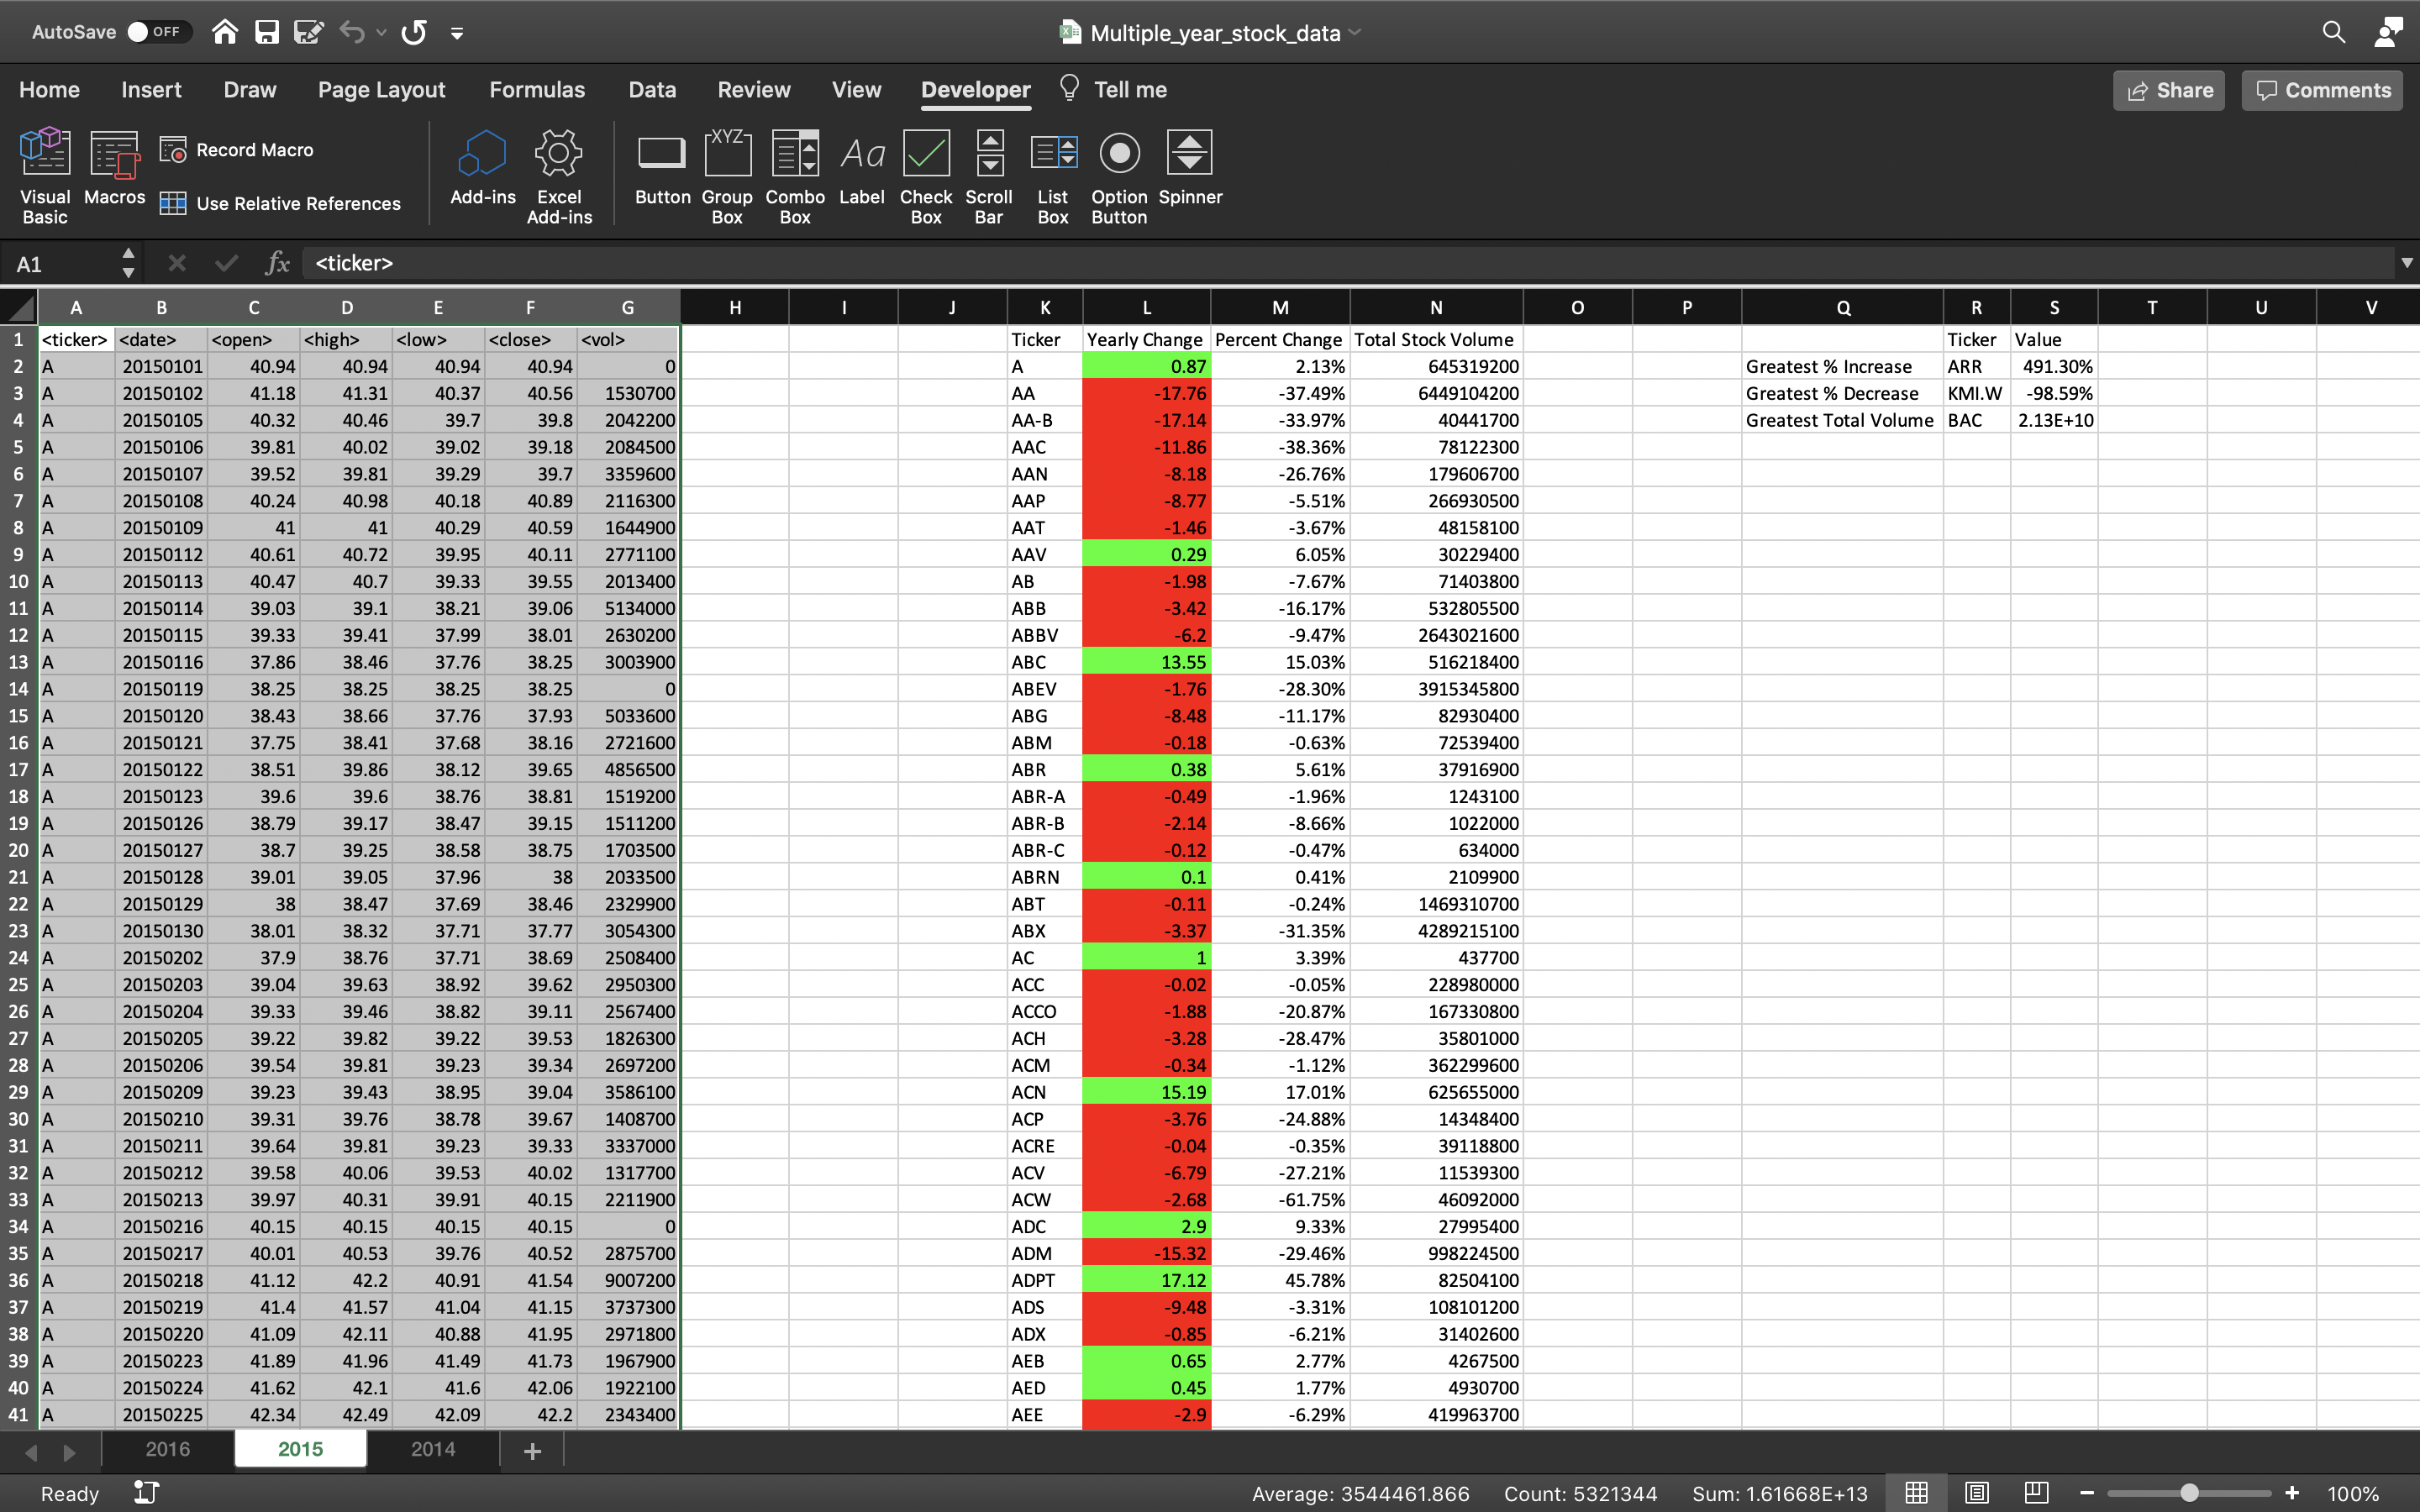 AutoSave OFF Multiple_year_stock_data
Home Insert Draw Page Layout Formulas Data Review View Developer Tell me Share Comments
Visual Basic Macros Record Macro Use Relative References Add-ins Excel Add-ins Button Group Box XYZ Combo Box Aa Label Check Box Scroll Bar List Box Option Button Spinner
A1 fx <ticker>
A B C D E F G H I J K L M N O P Q R S T U V
1 <ticker> <date> <open> <high> <low> <close> <vol> Ticker Yearly Change Percent Change Total Stock Volume Ticker Value
2 A 20150101 40.94 40.94 40.94 40.94 0 A 0.87 2.13% 645319200 Greatest % Increase ARR 491.30%
3 A 20150102 41.18 41.31 40.37 40.56 1530700 AA -17.76 -37.49% 6449104200 Greatest % Decrease KMI.W -98.59%
4 A 20150105 40.32 40.46 39.7 39.8 2042200 AA-B -17.14 -33.97% 40441700 Greatest Total Volume BAC 2.13E+10
5 A 20150106 39.81 40.02 39.02 39.18 2084500 AAC -11.86 -38.36% 78122300
6 A 20150107 39.52 39.81 39.29 39.7 3359600 AAN -8.18 -26.76% 179606700
7 A 20150108 40.24 40.98 40.18 40.89 2116300 AAP -8.77 -5.51% 266930500
8 A 20150109 41 41 40.29 40.59 1644900 AAT -1.46 -3.67% 48158100
9 A 20150112 40.61 40.72 39.95 40.11 2771100 AAV 0.29 6.05% 30229400
10 A 20150113 40.47 40.7 39.33 39.55 2013400 AB -1.98 -7.67% 71403800
11 A 20150114 39.03 39.1 38.21 39.06 5134000 ABB -3.42 -16.17% 532805500
12 A 20150115 39.33 39.41 37.99 38.01 2630200 ABBV -6.2 -9.47% 2643021600
13 A 20150116 37.86 38.46 37.76 38.25 3003900 ABC 13.55 15.03% 516218400
14 A 20150119 38.25 38.25 38.25 38.25 0 ABEV -1.76 -28.30% 3915345800
15 A 20150120 38.43 38.66 37.76 37.93 5033600 ABG -8.48 -11.17% 82930400
16 A 20150121 37.75 38.41 37.68 38.16 2721600 ABM -0.18 -0.63% 72539400
17 A 20150122 38.51 39.86 38.12 39.65 4856500 ABR 0.38 5.61% 37916900
18 A 20150123 39.6 39.6 38.76 38.81 1519200 ABR-A -0.49 -1.96% 1243100
19 A 20150126 38.79 39.17 38.47 39.15 1511200 ABR-B -2.14 -8.66% 1022000
20 A 20150127 38.7 39.25 38.58 38.75 1703500 ABR-C -0.12 -0.47% 634000
21 A 20150128 39.01 39.05 37.96 38 2033500 ABRN 0.1 0.41% 2109900
22 A 20150129 38 38.47 37.69 38.46 2329900 ABT -0.11 -0.24% 1469310700
23 A 20150130 38.01 38.32 37.71 37.77 3054300 ABX -3.37 -31.35% 4289215100
24 A 20150202 37.9 38.76 37.71 38.69 2508400 AC 1 3.39% 437700
25 A 20150203 39.04 39.63 38.92 39.62 2950300 ACC -0.02 -0.05% 228980000
26 A 20150204 39.33 39.46 38.82 39.11 2567400 ACCO -1.88 -20.87% 167330800
27 A 20150205 39.22 39.82 39.22 39.53 1826300 ACH -3.28 -28.47% 35801000
28 A 20150206 39.54 39.81 39.23 39.34 2697200 ACM -0.34 -1.12% 362299600
29 A 20150209 39.23 39.43 38.95 39.04 3586100 ACN 15.19 17.01% 625655000
30 A 20150210 39.31 39.76 38.78 39.67 1408700 ACP -3.76 -24.88% 14348400
31 A 20150211 39.64 39.81 39.23 39.33 3337000 ACRE -0.04 -0.35% 39118800
32 A 20150212 39.58 40.06 39.53 40.02 1317700 ACV -6.79 -27.21% 11539300
33 A 20150213 39.97 40.31 39.91 40.15 2211900 ACW -2.68 -61.75% 46092000
34 A 20150216 40.15 40.15 40.15 40.15 0 ADC 2.9 9.33% 27995400
35 A 20150217 40.01 40.53 39.76 40.52 2875700 ADM -15.32 -29.46% 998224500
36 A 20150218 41.12 42.2 40.91 41.54 9007200 ADPT 17.12 45.78% 82504100
37 A 20150219 41.4 41.57 41.04 41.15 3737300 ADS -9.48 -3.31% 108101200
38 A 20150220 41.09 42.11 40.88 41.95 2971800 ADX -0.85 -6.21% 31402600
39 A 20150223 41.89 41.96 41.49 41.73 1967900 AEB 0.65 2.77% 4267500
40 A 20150224 41.62 42.1 41.6 42.06 1922100 AED 0.45 1.77% 4930700
41 A 20150225 42.34 42.49 42.09 42.2 2343400 AEE -2.9 -6.29% 419963700
2016 2015 2014 +
Ready Average: 3544461.866 Count: 5321344 Sum: 1.61668E+13 100%